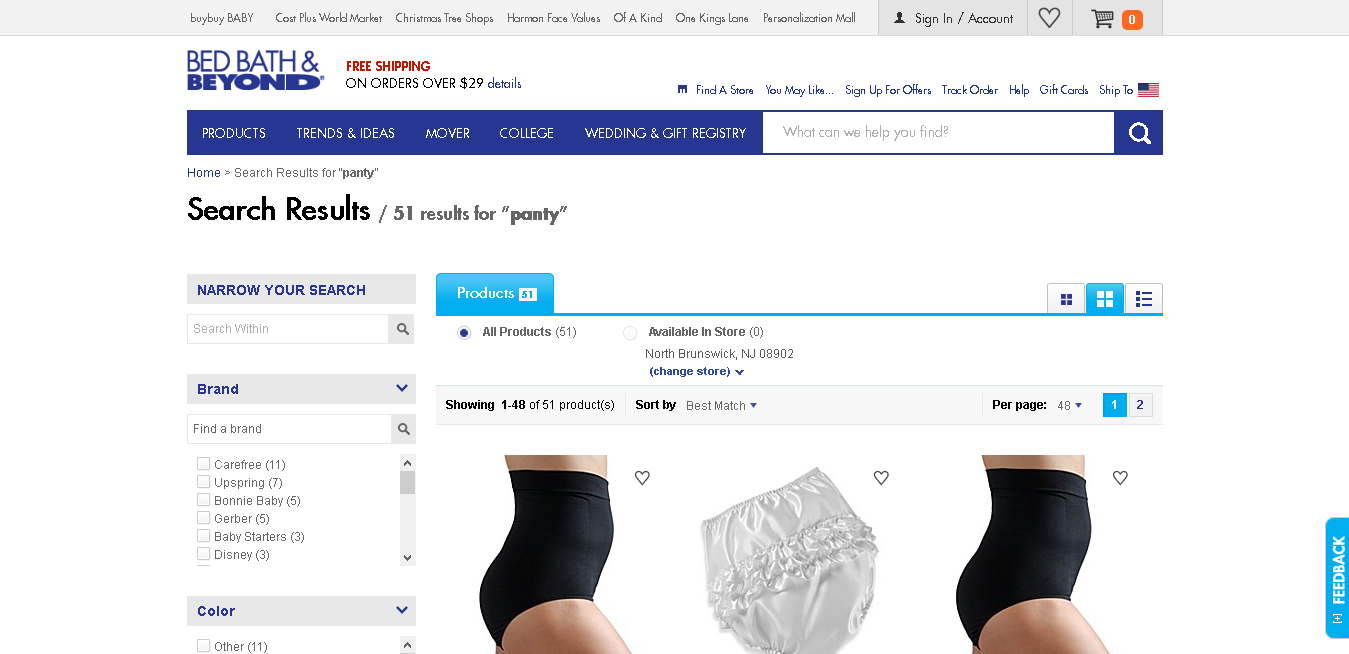 buybuy BABY Cost Plus World Market Christmas Tree Shops Harmon Face Values Of A Kind One Kings Lane Personalization Mall Sign In / Account 0
BED BATH &
BEYOND®
FREE SHIPPING
ON ORDERS OVER $29 details
Find A Store You May Like... Sign Up For Offers Track Order Help Gift Cards Ship To
PRODUCTS TRENDS & IDEAS MOVER COLLEGE WEDDING & GIFT REGISTRY What can we help you find?
Home > Search Results for "panty"
Search Results / 51 results for "panty"
NARROW YOUR SEARCH
Search Within
Brand
Find a brand
Carefree (11)
Upspring (7)
Bonnie Baby (5)
Gerber (5)
Baby Starters (3)
Disney (3)
Color
Other (11)
Products 51
All Products (51) Available In Store (0)
North Brunswick, NJ 08902
(change store)
Showing 1-48 of 51 product(s) Sort by Best Match Per page: 48 1 2
FEEDBACK